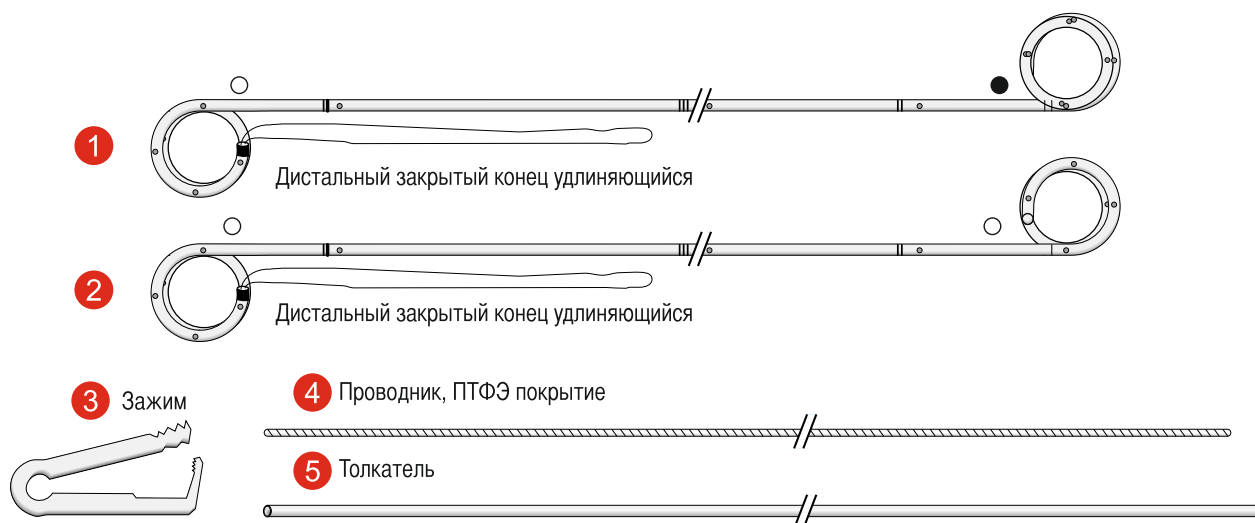 1
Дистальный закрытый конец удлиняющийся
2
Дистальный закрытый конец удлиняющийся
3 Зажим
4 Проводник, ПТФЭ покрытие
5 Толкатель